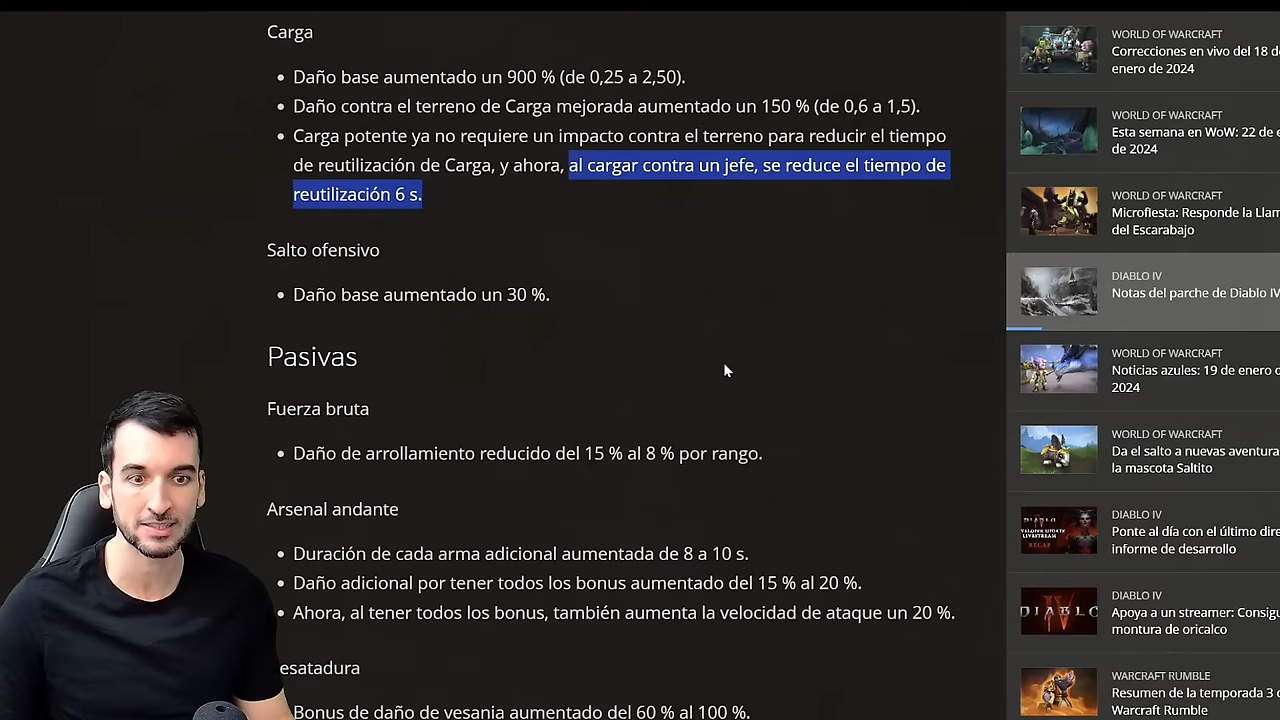 Carga
• Daño base aumentado un 900 % (de 0,25 a 2,50).
• Daño contra el terreno de Carga mejorada aumentado un 150 % (de 0,6 a 1,5).
• Carga potente ya no requiere un impacto contra el terreno para reducir el tiempo
de reutilización de Carga, y ahora, al cargar contra un jefe, se reduce el tiempo de
reutilización 6 s.
Salto ofensivo
• Daño base aumentado un 30 %.
Pasivas
Fuerza bruta
• Daño de arrollamiento reducido del 15 % al 8 % por rango.
Arsenal andante
• Duración de cada arma adicional aumentada de 8 a 10 s.
• Daño adicional por tener todos los bonus aumentado del 15 % al 20 %.
• Ahora, al tener todos los bonus, también aumenta la velocidad de ataque un 20 %.
esatadura
Bonus de daño de vesania aumentado del 60 % al 100 %.
WORLD OF WARCRAFT
Correcciones en vivo del 18 de
enero de 2024
WORLD OF WARCRAFT
Esta semana en WoW: 22 de e
de 2024
WORLD OF WARCRAFT
Microfiesta: Responde la Llam
del Escarabajo
DIABLO IV
Notas del parche de Diablo IV
WORLD OF WARCRAFT
Noticias azules: 19 de enero d
2024
WORLD OF WARCRAFT
Da el salto a nuevas aventura
la mascota Saltito
DIABLO IV
Ponte al día con el último dire
informe de desarrollo
DIABLO IV
Apoya a un streamer: Consigu
montura de oricalco
WARCRAFT RUMBLE
Resumen de la temporada 3 d
Warcraft Rumble